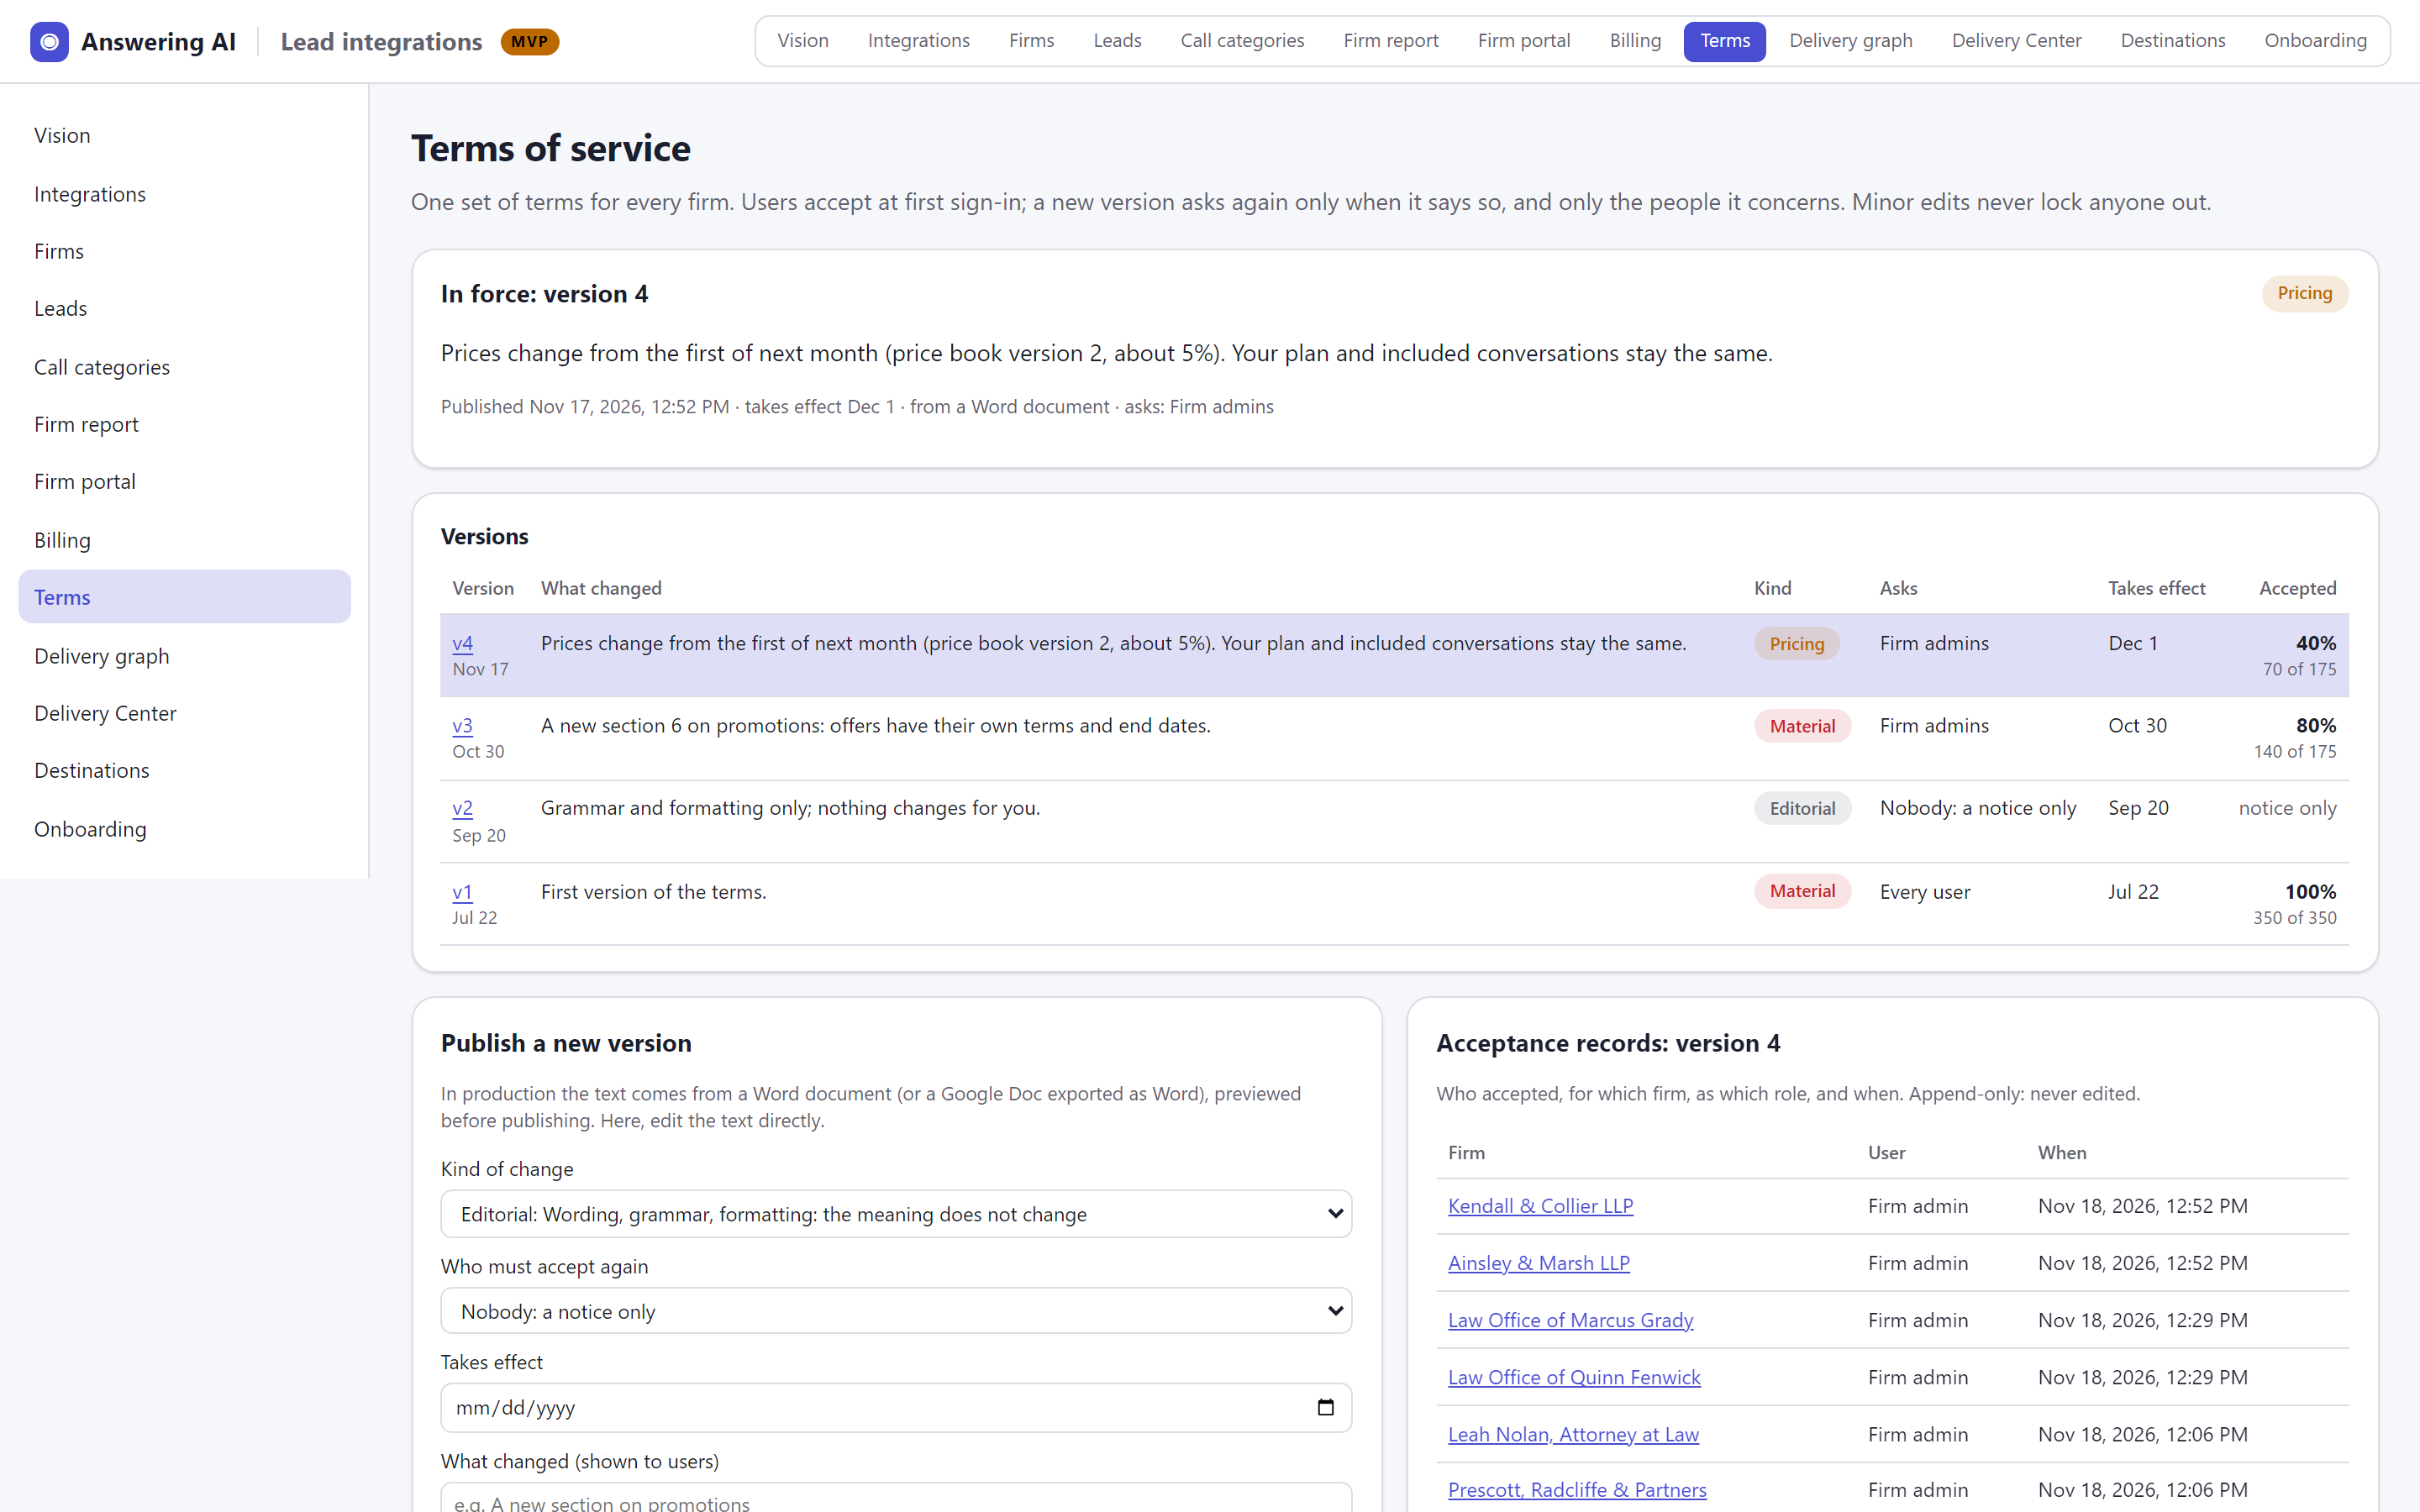 Answering AI
Lead integrations
MVP
Vision
Integrations
Firms
Leads
Call categories
Firm report
Firm portal
Billing
Terms
Delivery graph
Delivery Center
Destinations
Onboarding
Vision
Integrations
Firms
Leads
Call categories
Firm report
Firm portal
Billing
Terms
Delivery graph
Delivery Center
Destinations
Onboarding
Terms of service
One set of terms for every firm. Users accept at first sign-in; a new version asks again only when it says so, and only the people it concerns. Minor edits never lock anyone out.
In force: version 4
Pricing
Prices change from the first of next month (price book version 2, about 5%). Your plan and included conversations stay the same.
Published Nov 17, 2026, 12:52 PM · takes effect Dec 1 · from a Word document · asks: Firm admins
Versions
Version What changed Kind Asks Takes effect Accepted
v4 Prices change from the first of next month (price book version 2, about 5%). Your plan and included conversations stay the same. Pricing Firm admins Dec 1 40%
Nov 17 70 of 175
v3 A new section 6 on promotions: offers have their own terms and end dates. Material Firm admins Oct 30 80%
Oct 30 140 of 175
v2 Grammar and formatting only; nothing changes for you. Editorial Nobody: a notice only Sep 20 notice only
Sep 20
v1 First version of the terms. Material Every user Jul 22 100%
Jul 22 350 of 350
Publish a new version
In production the text comes from a Word document (or a Google Doc exported as Word), previewed
before publishing. Here, edit the text directly.
Kind of change
Editorial: Wording, grammar, formatting: the meaning does not change
Who must accept again
Nobody: a notice only
Takes effect
mm/dd/yyyy
What changed (shown to users)
e.g. A new section on promotions
Acceptance records: version 4
Who accepted, for which firm, as which role, and when. Append-only: never edited.
Firm User When
Kendall & Collier LLP Firm admin Nov 18, 2026, 12:52 PM
Ainsley & Marsh LLP Firm admin Nov 18, 2026, 12:52 PM
Law Office of Marcus Grady Firm admin Nov 18, 2026, 12:29 PM
Law Office of Quinn Fenwick Firm admin Nov 18, 2026, 12:29 PM
Leah Nolan, Attorney at Law Firm admin Nov 18, 2026, 12:06 PM
Prescott, Radcliffe & Partners Firm admin Nov 18, 2026, 12:06 PM